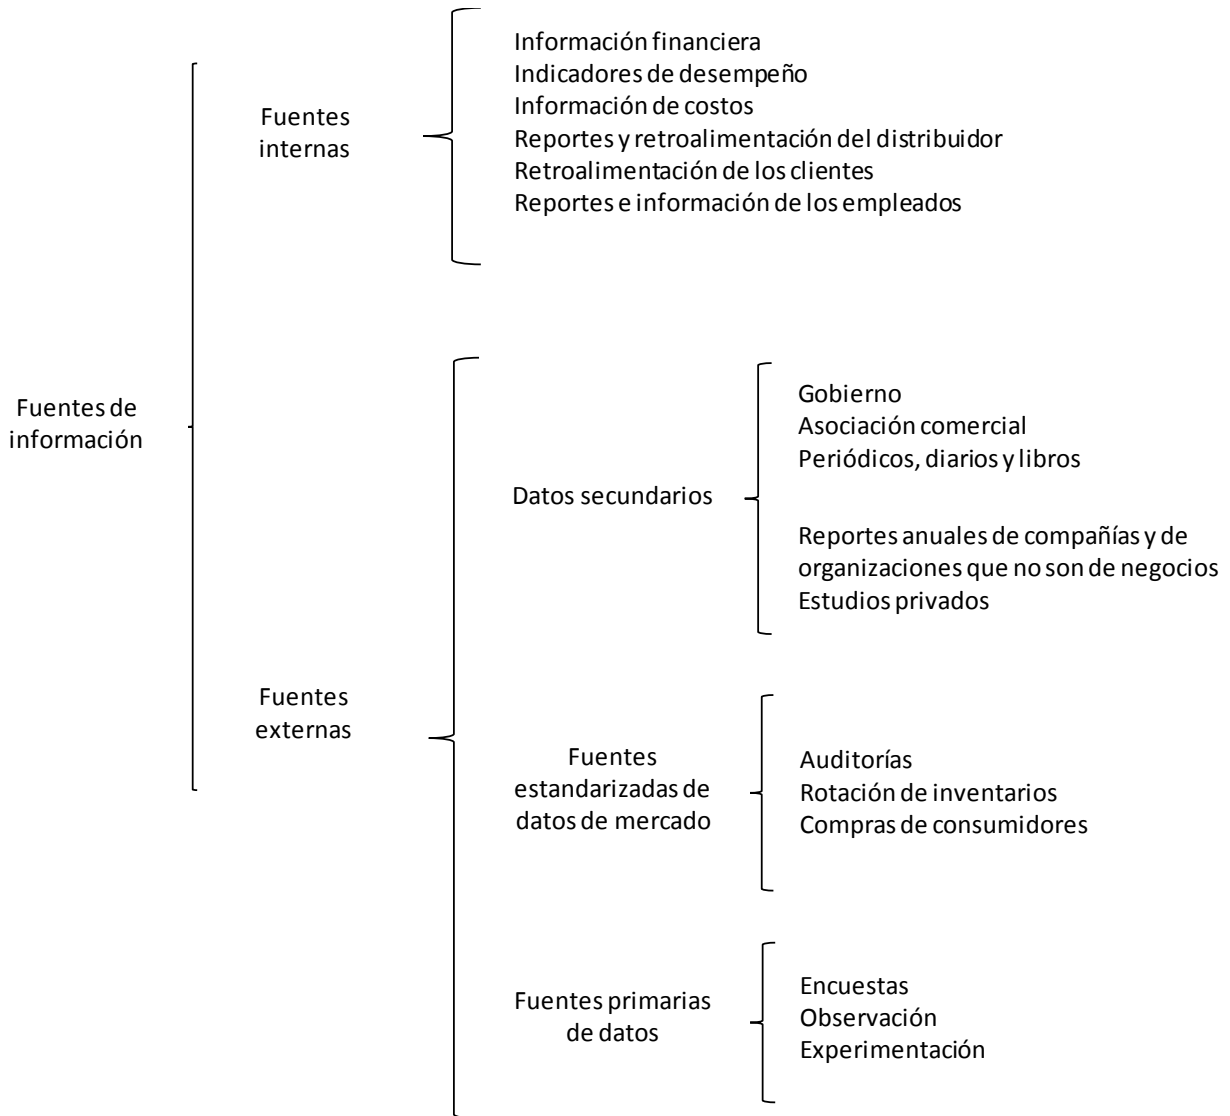 Fuentes de
información
Fuentes
internas
Información financiera
Indicadores de desempeño
Información de costos
Reportes y retroalimentación del distribuidor
Retroalimentación de los clientes
Reportes e información de los empleados
Fuentes
externas
Datos secundarios
Gobierno
Asociación comercial
Periódicos, diarios y libros
Reportes anuales de compañías y de
organizaciones que no son de negocios
Estudios privados
Fuentes
estandarizadas de
datos de mercado
Auditorías
Rotación de inventarios
Compras de consumidores
Fuentes primarias
de datos
Encuestas
Observación
Experimentación